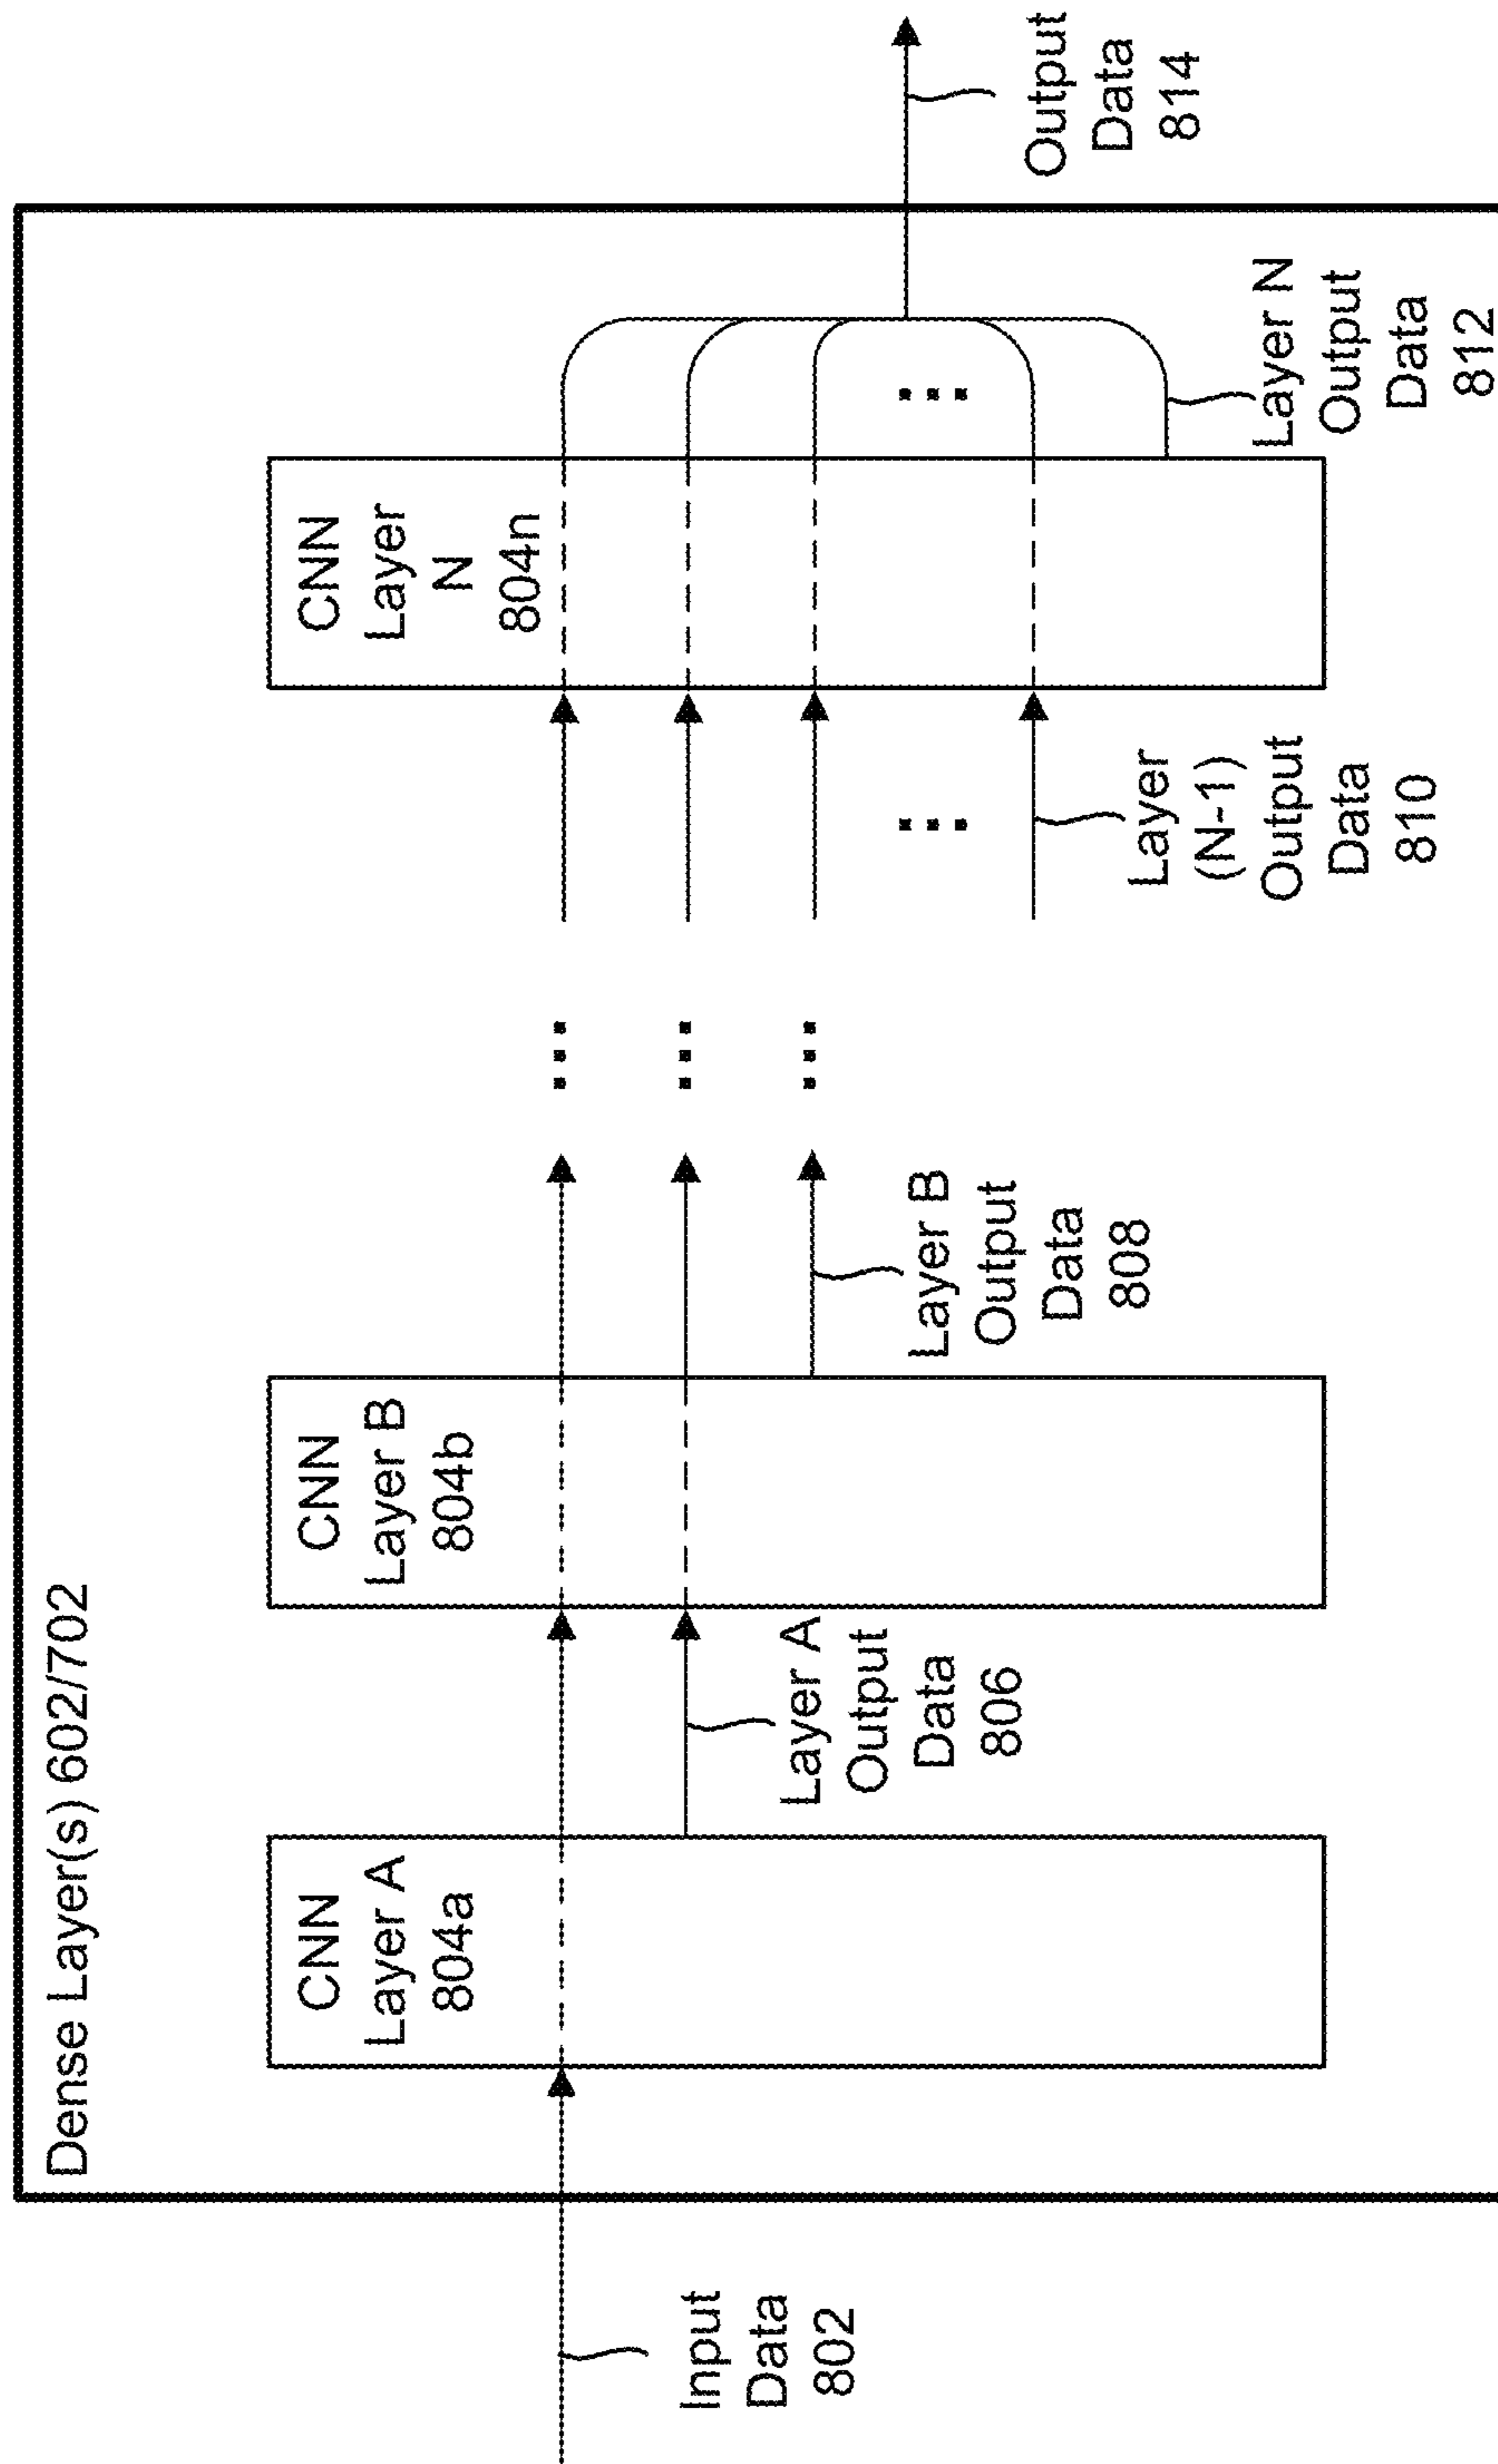 Dense Layer(s) 602/702
Input
Data
802
CNN
Layer A
804a
Layer A
Output
Data
806
CNN
Layer B
804b
Layer B
Output
Data
808
Layer
(N-1)
Output
Data
810
CNN
Layer
N
804n
Layer N
Output
Data
812
Output
Data
814